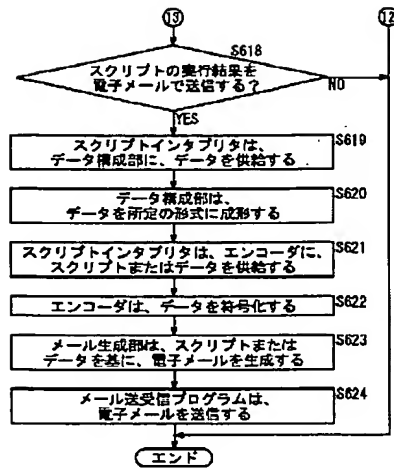 13
12
S618
スクリプトの実行結果を
電子メールで送信する?
NO
YES
スクリプトインタプリタは、
データ構成部に、データを供給する
S619
データ構成部は、
データを所定の形式に成形する
S620
スクリプトインタプリタは、エンコーダに、
スクリプトまたはデータを供給する
S621
エンコーダは、データを符号化する
S622
メール生成部は、スクリプトまたは
データを基に、電子メールを生成する
S623
メール送受信プログラムは、
電子メールを送信する
S624
エンド